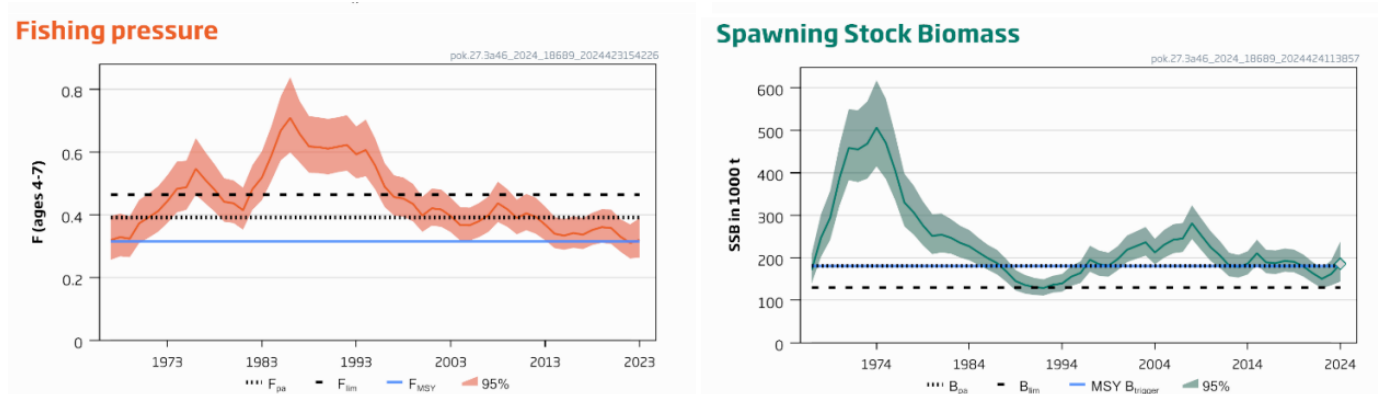 Fishing pressure
pok.27.3a46_2024_18689_2024423154226
F (ages 4-7)
0.8
0.6
0.4
0.2
0
1973 1983 1993 2003 2013 2023
Fpa Flim FMSY 95%
Spawning Stock Biomass
pok.27.3a46_2024_18689_2024424113857
SSB in 1000 t
600
500
400
300
200
100
0
1974 1984 1994 2004 2014 2024
Bpa Blim MSY Btrigger 95%